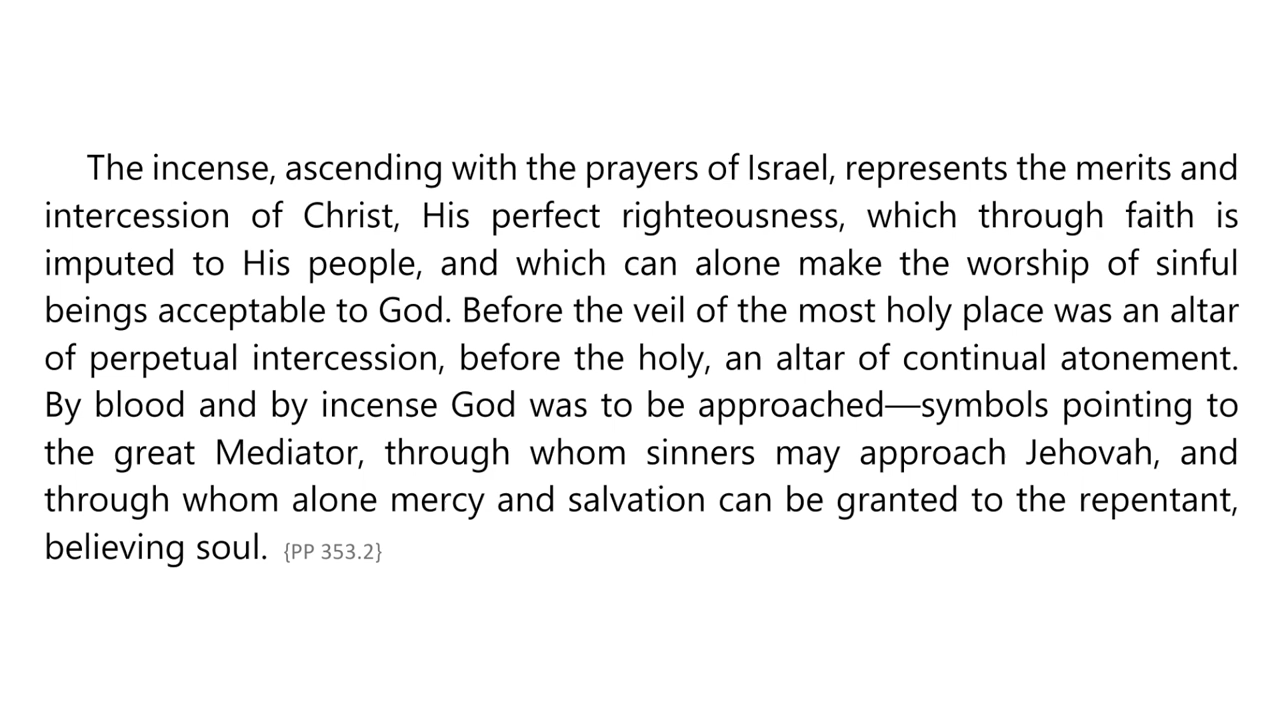 The incense, ascending with the prayers of Israel, represents the merits and
intercession of Christ, His perfect righteousness, which through faith is
imputed to His people, and which can alone make the worship of sinful
beings acceptable to God. Before the veil of the most holy place was an altar
of perpetual intercession, before the holy, an altar of continual atonement.
By blood and by incense God was to be approached—symbols pointing to
the great Mediator, through whom sinners may approach Jehovah, and
through whom alone mercy and salvation can be granted to the repentant,
believing soul. {PP 353.2}